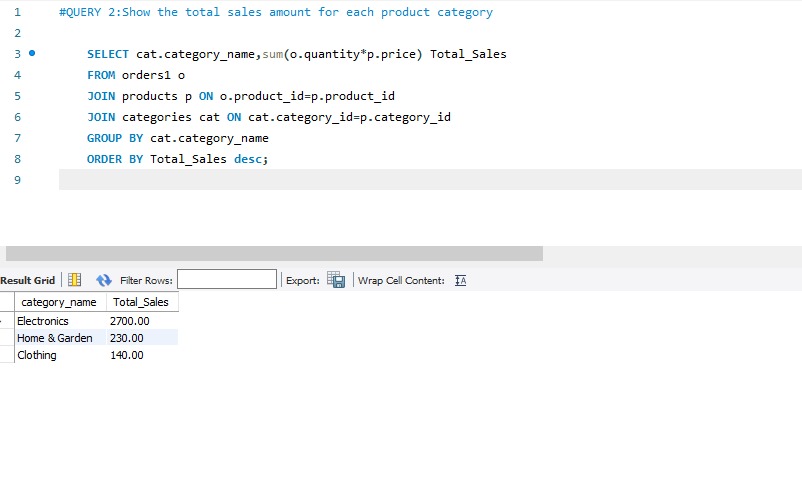 1 #QUERY 2:Show the total sales amount for each product category
2
3 SELECT cat.category_name,sum(o.quantity*p.price) Total_Sales
4 FROM orders1 o
5 JOIN products p ON o.product_id=p.product_id
6 JOIN categories cat ON cat.category_id=p.category_id
7 GROUP BY cat.category_name
8 ORDER BY Total_Sales desc;
9
Result Grid Filter Rows: Export: Wrap Cell Content: IA
category_name Total_Sales
Electronics 2700.00
Home & Garden 230.00
Clothing 140.00